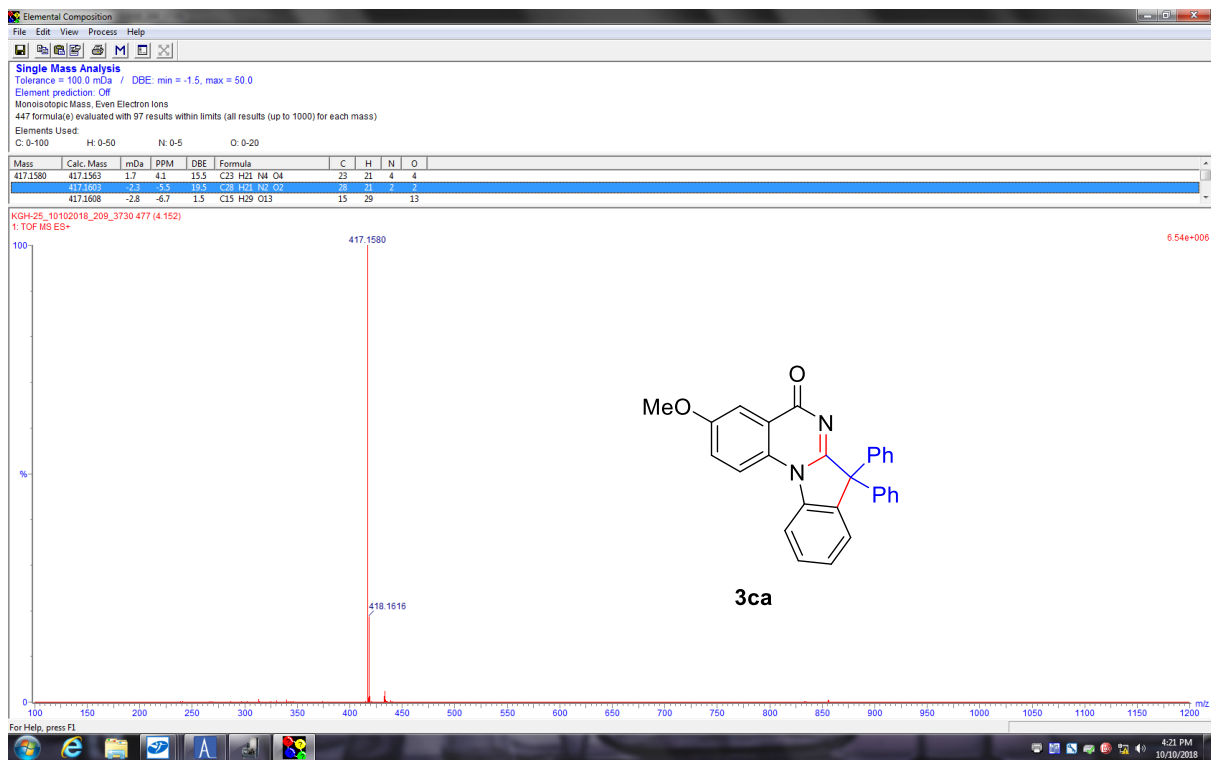 Elemental Composition
File Edit View Process Help
Single Mass Analysis
Tolerance = 100.0 mDa / DBE: min = -1.5, max = 50.0
Element prediction: Off
Monoisotopic Mass, Even Electron Ions
447 formula(e) evaluated with 97 results within limits (all results (up to 1000) for each mass)
Elements Used:
C: 0-100 H: 0-50 N: 0-5 O: 0-20
Mass Calc. Mass mDa PPM DBE Formula C H N O
417.1580 417.1563 1.7 4.1 15.5 C23 H21 N4 O4 23 21 4 4
417.1603 -2.3 -5.5 19.5 C28 H21 N2 O2 28 21 2 2
417.1608 -2.8 -6.7 1.5 C15 H29 O13 15 29 13
KGH-25_10102018_209_3730 477 (4.152)
1: TOF MS ES+
6.54e+006
100
417.1580
%
418.1616
0
O
MeO
N
Ph
N
Ph
3ca
100 150 200 250 300 350 400 450 500 550 600 650 700 750 800 850 900 950 1000 1050 1100 1150 1200 m/z
For Help, press F1
4:21 PM
10/10/2018